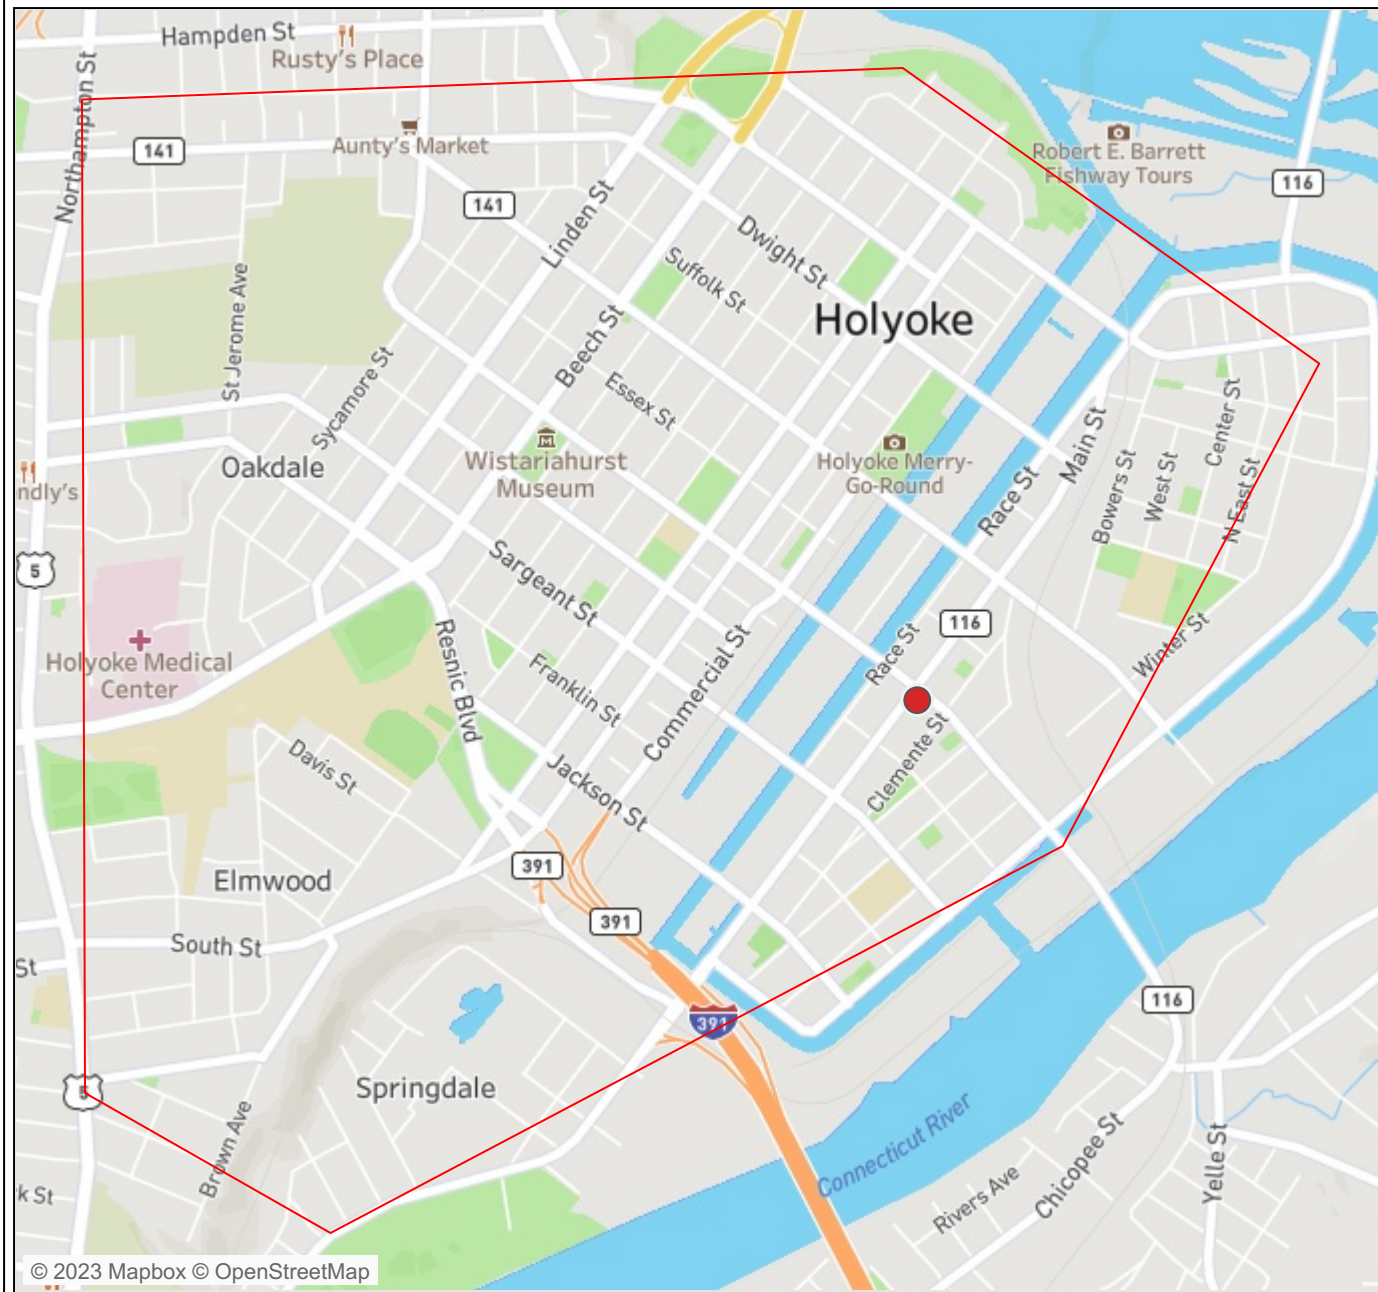 Hampden St
Rusty's Place
Northampton St
141
Aunty's Market
Robert E. Barrett
Fishway Tours
116
141
Linden St
Dwight St
Suffolk St
St Jerome Ave
Holyoke
Beech St
Sycamore St
Essex St
Center St
Main St
Oakdale
Wistariahurst
Museum
Holyoke Merry-
Go-Round
Race St
Bowers St
West St
N East St
ndly's
5
Sargeant St
116
Holyoke Medical
Center
Resnic Blvd
Franklin St
Commercial St
Race St
Winter St
Davis St
Jackson St
Clemente St
391
Elmwood
391
South St
St
116
391
5
Springdale
Brown Ave
Connecticut River
Chicopee St
Rivers Ave
Yelle St
k St
© 2023 Mapbox © OpenStreetMap